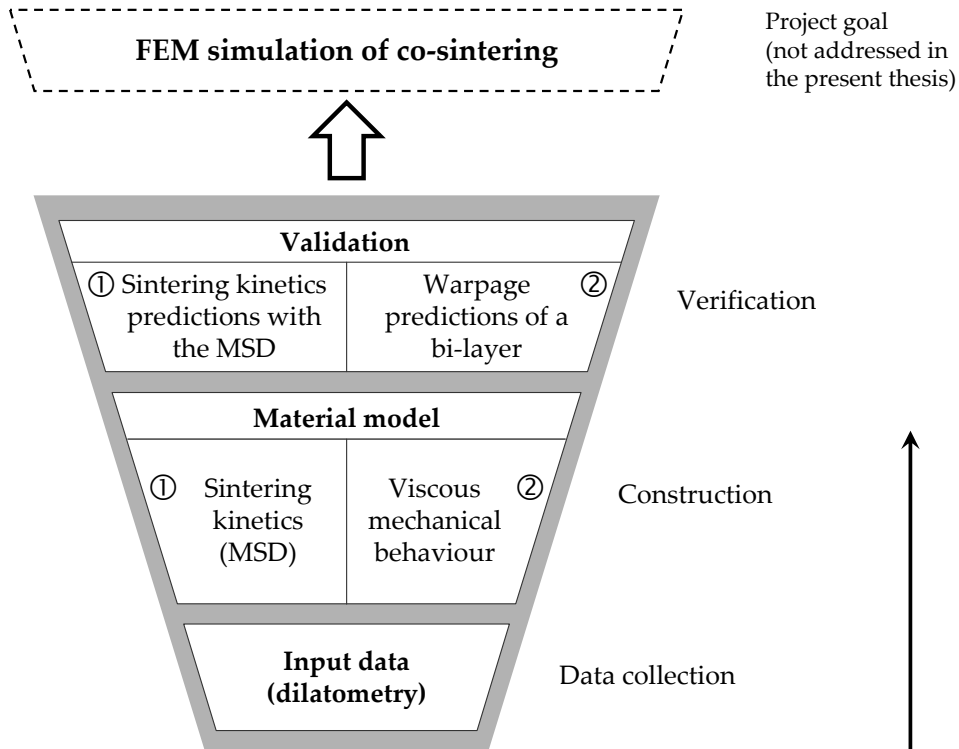 FEM simulation of co-sintering
Project goal
(not addressed in
the present thesis)
Validation
① Sintering kinetics
predictions with
the MSD
Warpage ②
predictions of a
bi-layer
Verification
Material model
① Sintering
kinetics
(MSD)
Viscous ②
mechanical
behaviour
Construction
Input data
(dilatometry)
Data collection